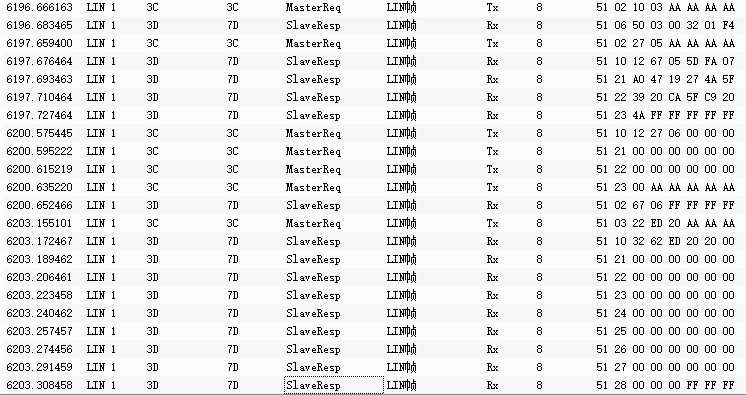 6196.666163 LIN 1 3C 3C MasterReq LIN帧 Tx 8 51 02 10 03 AA AA AA AA
6196.683465 LIN 1 3D 7D SlaveResp LIN帧 Rx 8 51 06 50 03 00 32 01 F4
6197.659400 LIN 1 3C 3C MasterReq LIN帧 Tx 8 51 02 27 05 AA AA AA AA
6197.676464 LIN 1 3D 7D SlaveResp LIN帧 Rx 8 51 10 12 67 05 5D FA 07
6197.693463 LIN 1 3D 7D SlaveResp LIN帧 Rx 8 51 21 A0 47 19 27 4A 5F
6197.710464 LIN 1 3D 7D SlaveResp LIN帧 Rx 8 51 22 39 20 CA 5F C9 20
6197.727464 LIN 1 3D 7D SlaveResp LIN帧 Rx 8 51 23 4A FF FF FF FF FF
6200.575445 LIN 1 3C 3C MasterReq LIN帧 Tx 8 51 10 12 27 06 00 00 00
6200.595222 LIN 1 3C 3C MasterReq LIN帧 Tx 8 51 21 00 00 00 00 00 00
6200.615219 LIN 1 3C 3C MasterReq LIN帧 Tx 8 51 22 00 00 00 00 00 00
6200.635220 LIN 1 3C 3C MasterReq LIN帧 Tx 8 51 23 00 AA AA AA AA AA
6200.652466 LIN 1 3D 7D SlaveResp LIN帧 Rx 8 51 02 67 06 FF FF FF FF
6203.155101 LIN 1 3C 3C MasterReq LIN帧 Tx 8 51 03 22 ED 20 AA AA AA
6203.172467 LIN 1 3D 7D SlaveResp LIN帧 Rx 8 51 10 32 62 ED 20 20 00
6203.189462 LIN 1 3D 7D SlaveResp LIN帧 Rx 8 51 21 00 00 00 00 00 00
6203.206461 LIN 1 3D 7D SlaveResp LIN帧 Rx 8 51 22 00 00 00 00 00 00
6203.223458 LIN 1 3D 7D SlaveResp LIN帧 Rx 8 51 23 00 00 00 00 00 00
6203.240462 LIN 1 3D 7D SlaveResp LIN帧 Rx 8 51 24 00 00 00 00 00 00
6203.257457 LIN 1 3D 7D SlaveResp LIN帧 Rx 8 51 25 00 00 00 00 00 00
6203.274456 LIN 1 3D 7D SlaveResp LIN帧 Rx 8 51 26 00 00 00 00 00 00
6203.291459 LIN 1 3D 7D SlaveResp LIN帧 Rx 8 51 27 00 00 00 00 00 00
6203.308458 LIN 1 3D 7D SlaveResp LIN帧 Rx 8 51 28 00 00 00 FF FF FF